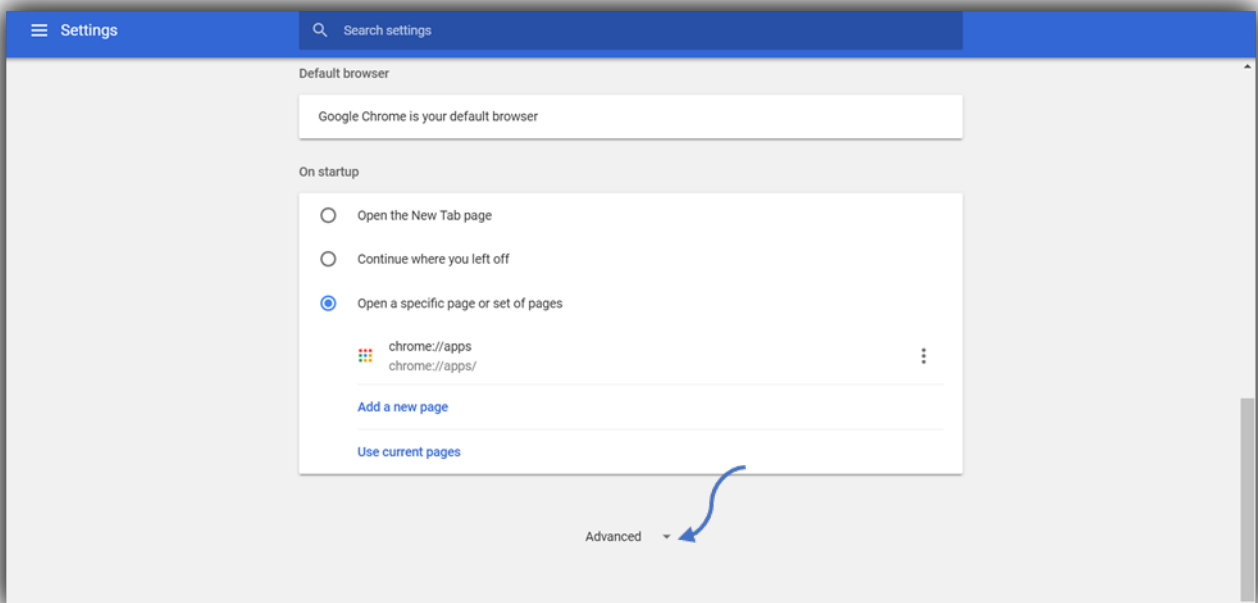 Settings
Search settings
Default browser
Google Chrome is your default browser
On startup
Open the New Tab page
Continue where you left off
Open a specific page or set of pages
chrome://apps
chrome://apps/
Add a new page
Use current pages
Advanced